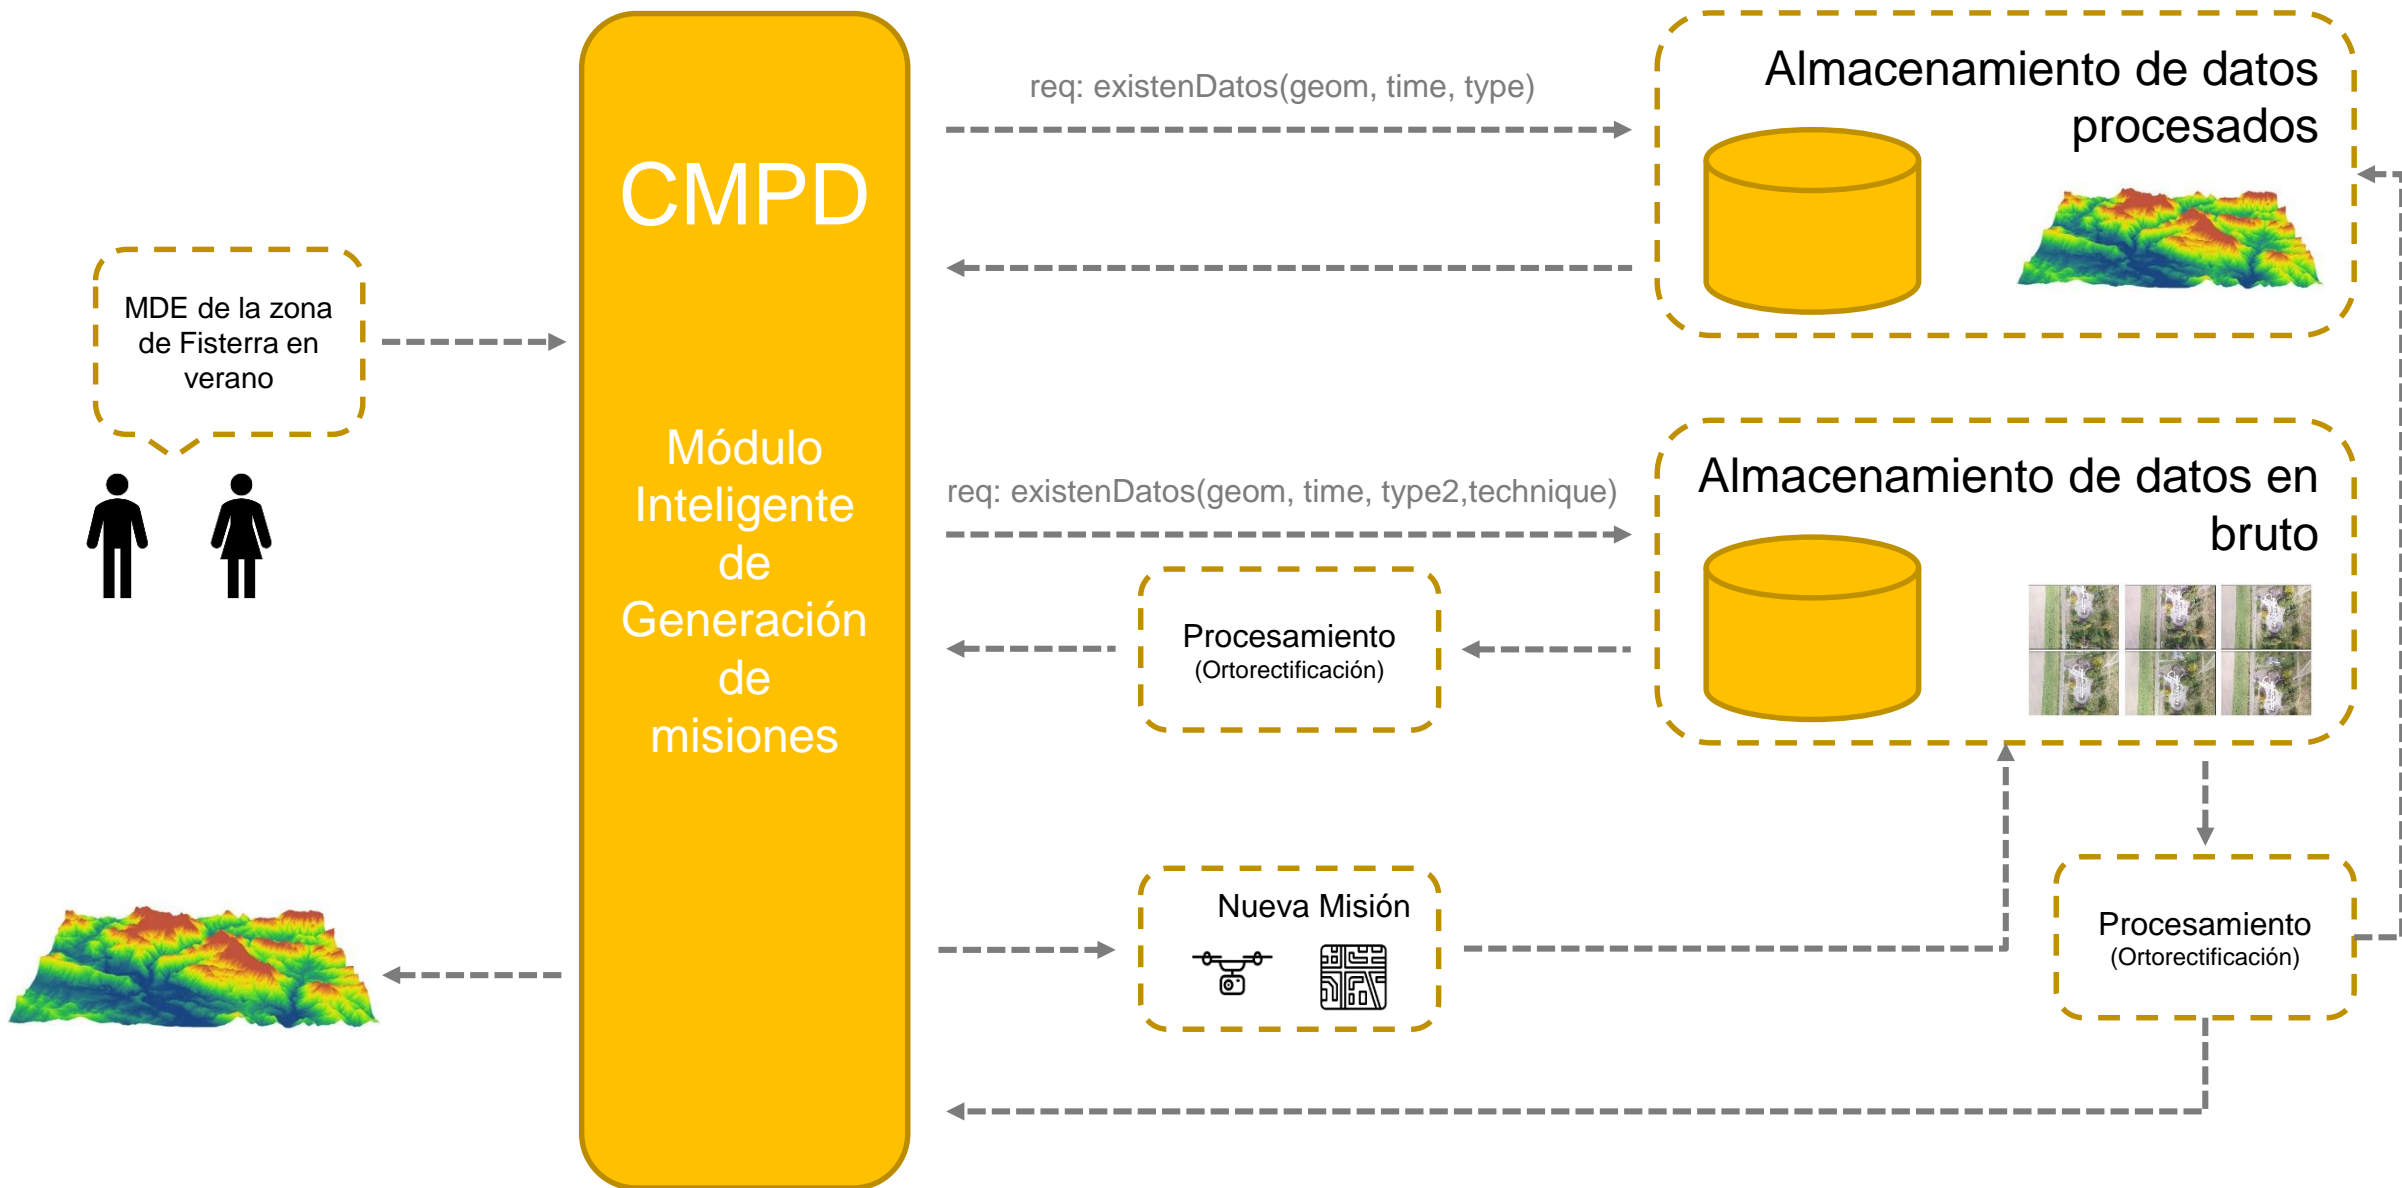 MDE de la zona
de Fisterra en
verano
CMPD
Módulo
Inteligente
de
Generación
de
misiones
req: existenDatos(geom, time, type)
Almacenamiento de datos
procesados
req: existenDatos(geom, time, type2,technique)
Almacenamiento de datos en
bruto
Procesamiento
(Ortorectificación)
Nueva Misión
Procesamiento
(Ortorectificación)